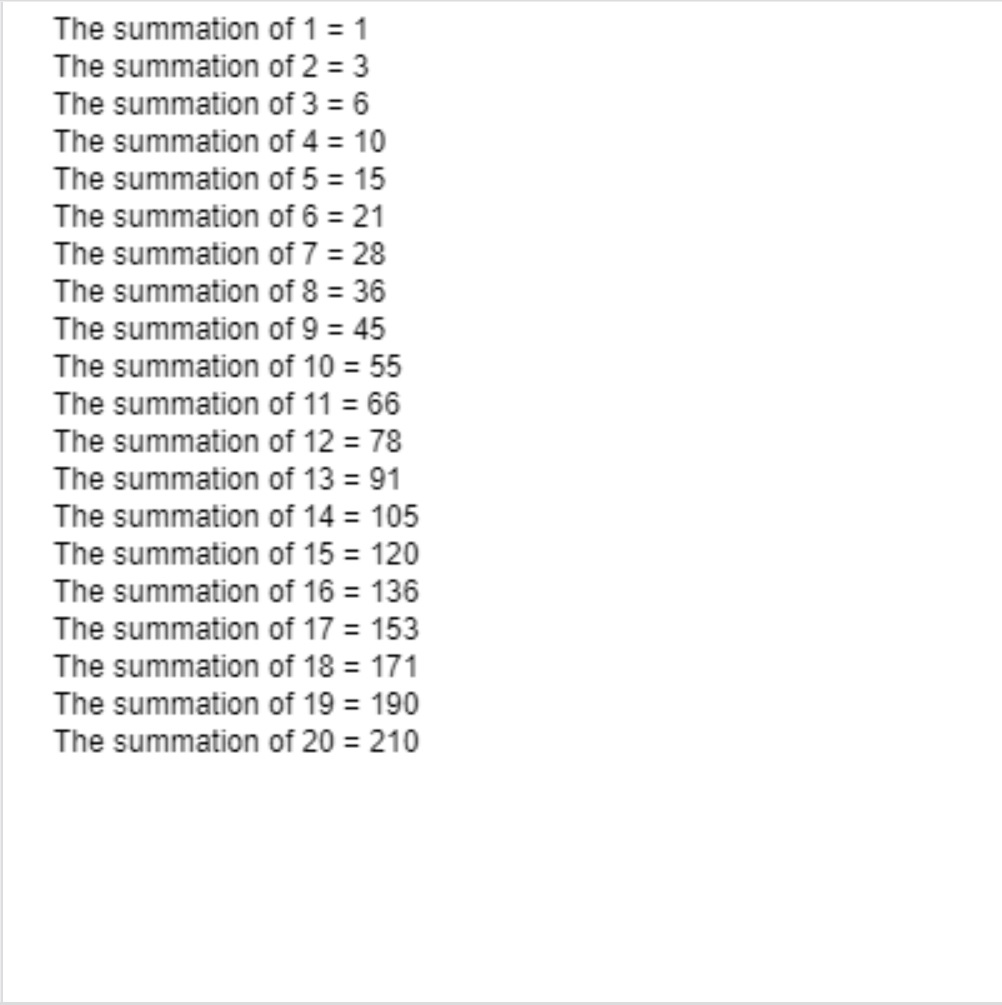 The summation of 1 = 1
The summation of 2 = 3
The summation of 3 = 6
The summation of 4 = 10
The summation of 5 = 15
The summation of 6 = 21
The summation of 7 = 28
The summation of 8 = 36
The summation of 9 = 45
The summation of 10 = 55
The summation of 11 = 66
The summation of 12 = 78
The summation of 13 = 91
The summation of 14 = 105
The summation of 15 = 120
The summation of 16 = 136
The summation of 17 = 153
The summation of 18 = 171
The summation of 19 = 190
The summation of 20 = 210